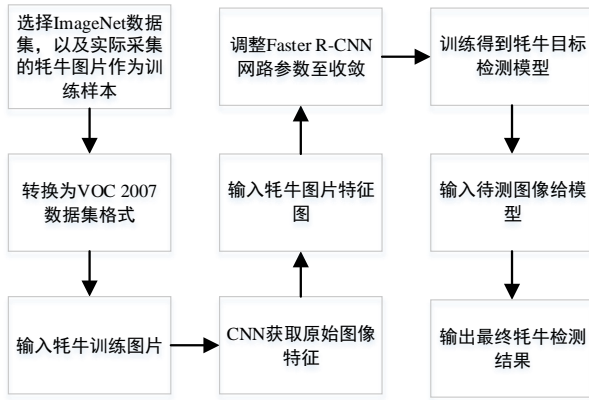 选择ImageNet数据
集，以及实际采集
的牦牛图片作为训
练样本
转换为VOC 2007
数据集格式
输入牦牛训练图片
CNN获取原始图像
特征
输入牦牛图片特征
图
调整Faster R-CNN
网路参数至收敛
训练得到牦牛目标
检测模型
输入待测图像给模
型
输出最终牦牛检测
结果